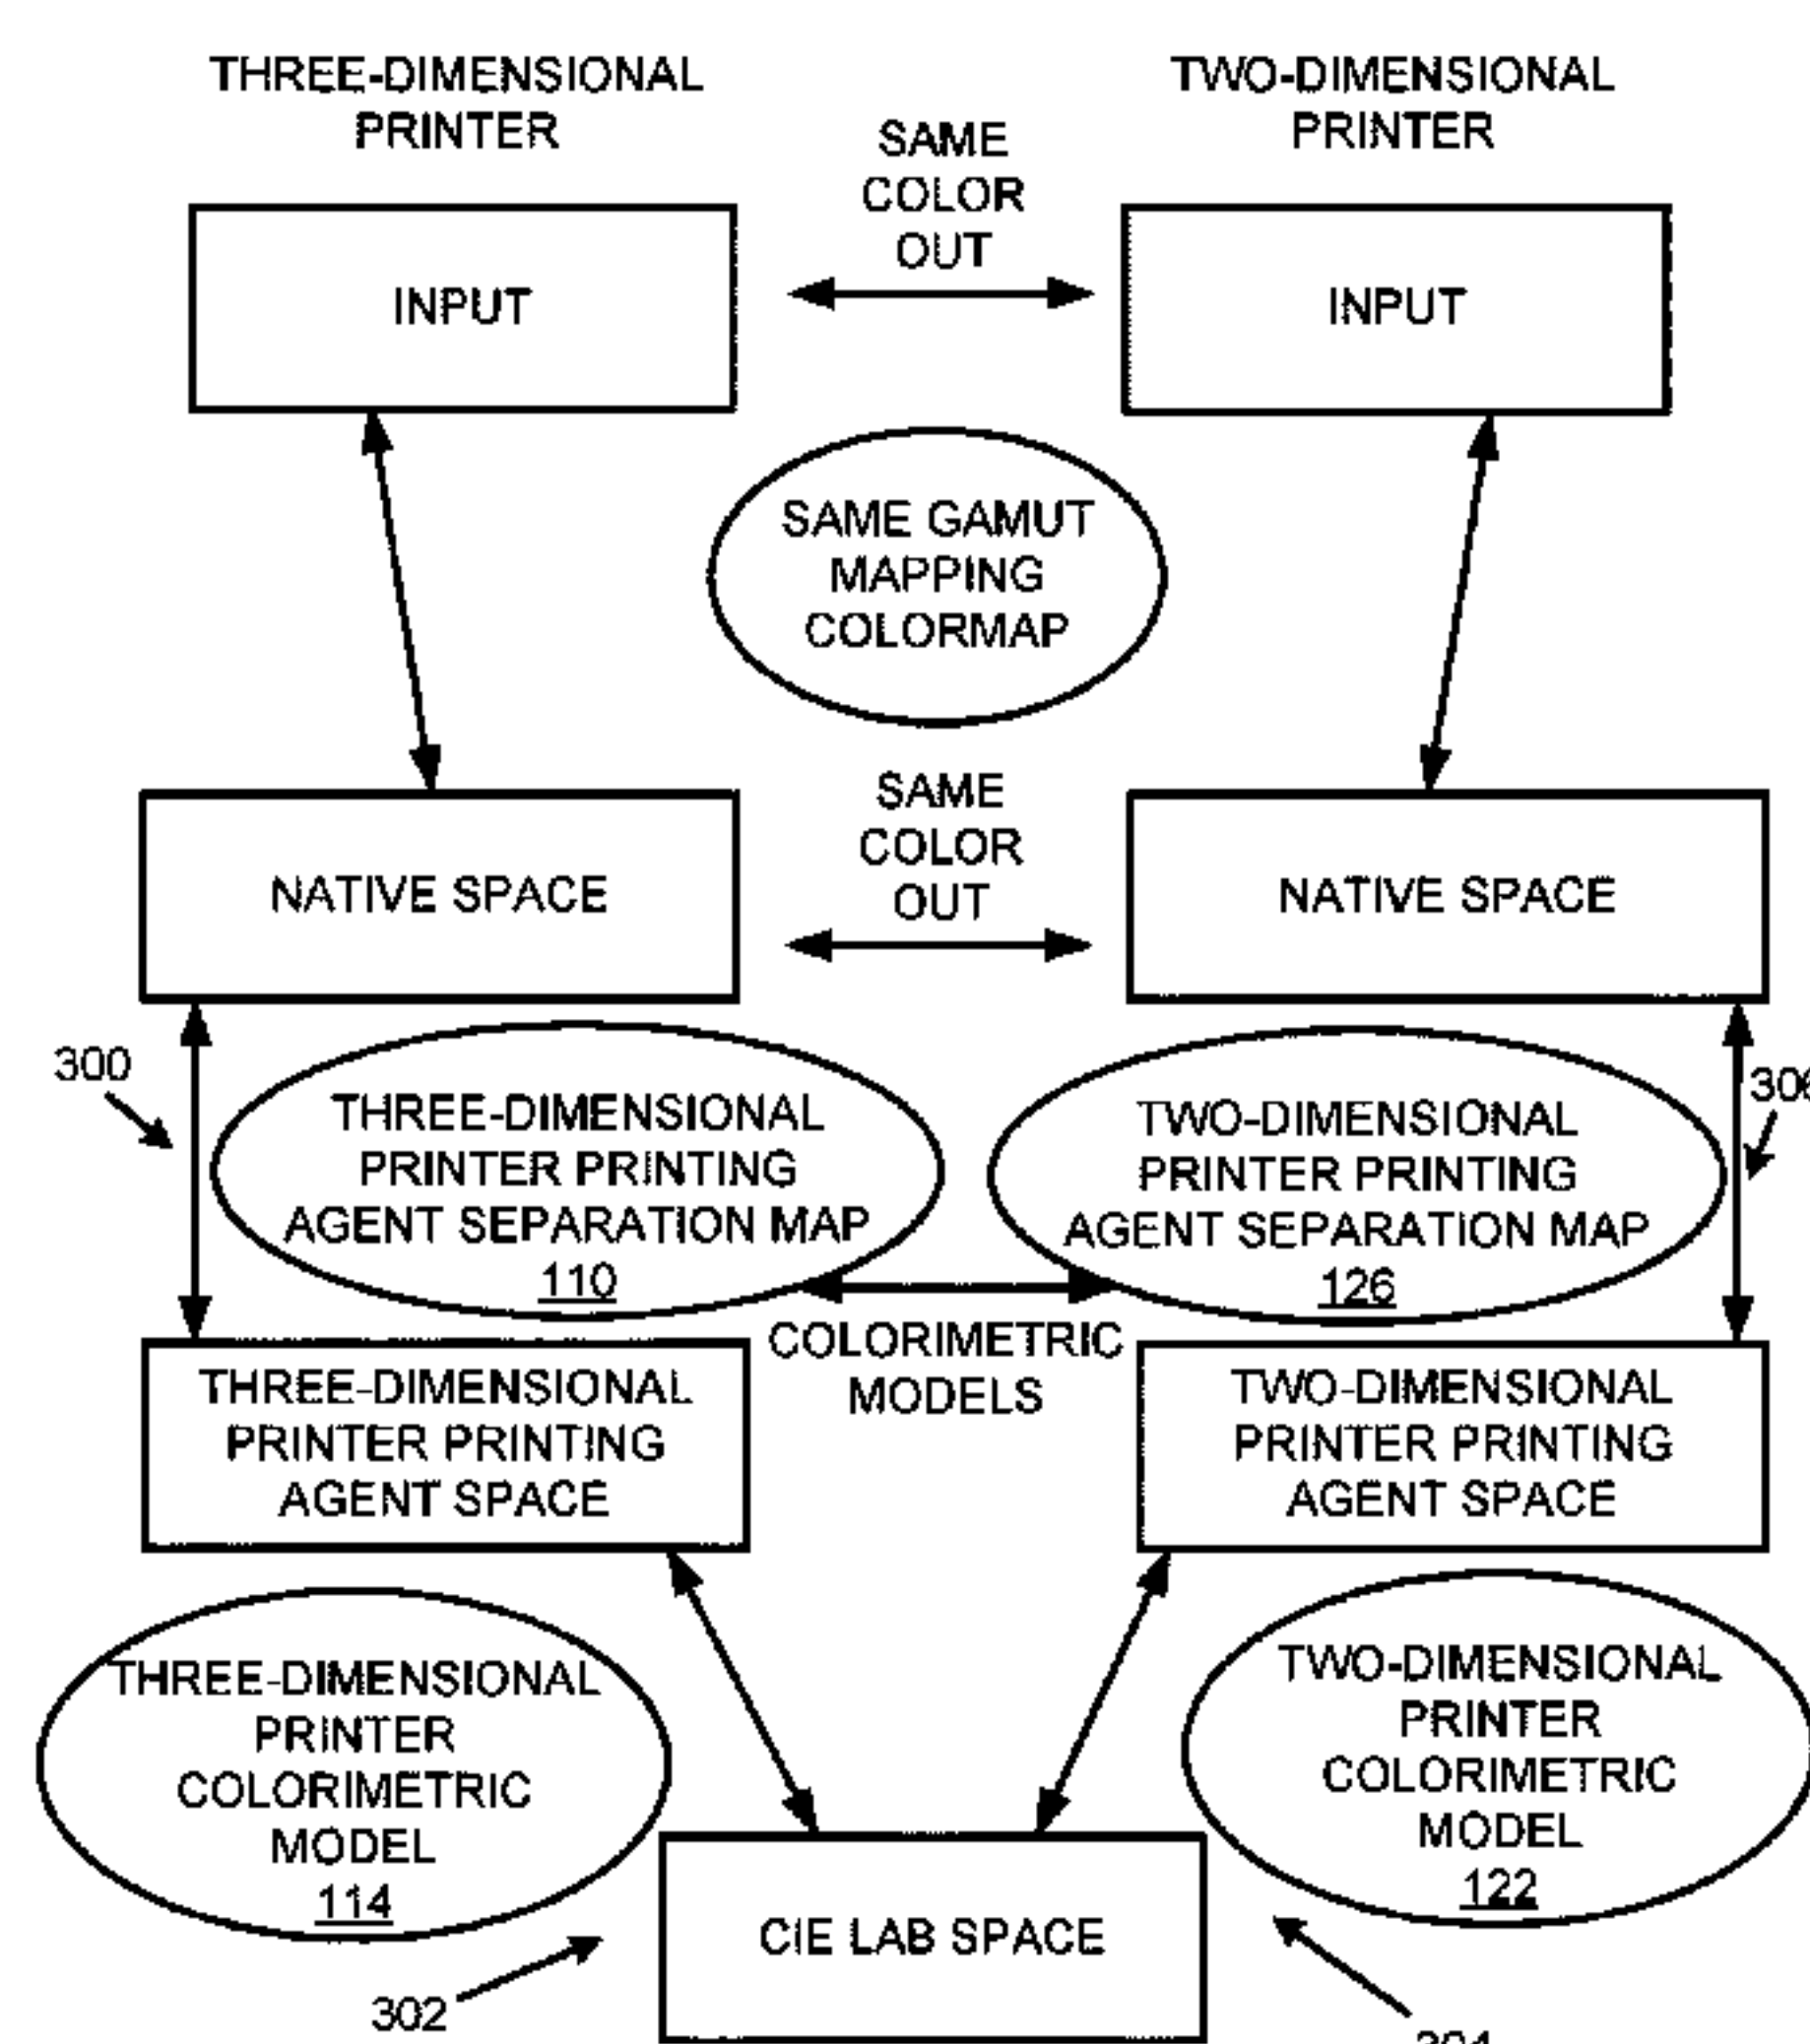 THREE-DIMENSIONAL
PRINTER
TWO-DIMENSIONAL
PRINTER
SAME
COLOR
OUT
INPUT
INPUT
SAME GAMUT
MAPPING
COLORMAP
SAME
COLOR
OUT
NATIVE SPACE
NATIVE SPACE
300
THREE-DIMENSIONAL
PRINTER PRINTING
AGENT SEPARATION MAP
110
TWO-DIMENSIONAL
PRINTER PRINTING
AGENT SEPARATION MAP
126
COLORIMETRIC
MODELS
THREE-DIMENSIONAL
PRINTER PRINTING
AGENT SPACE
TWO-DIMENSIONAL
PRINTER PRINTING
AGENT SPACE
THREE-DIMENSIONAL
PRINTER
COLORIMETRIC
MODEL
114
TWO-DIMENSIONAL
PRINTER
COLORIMETRIC
MODEL
122
CIE LAB SPACE
302